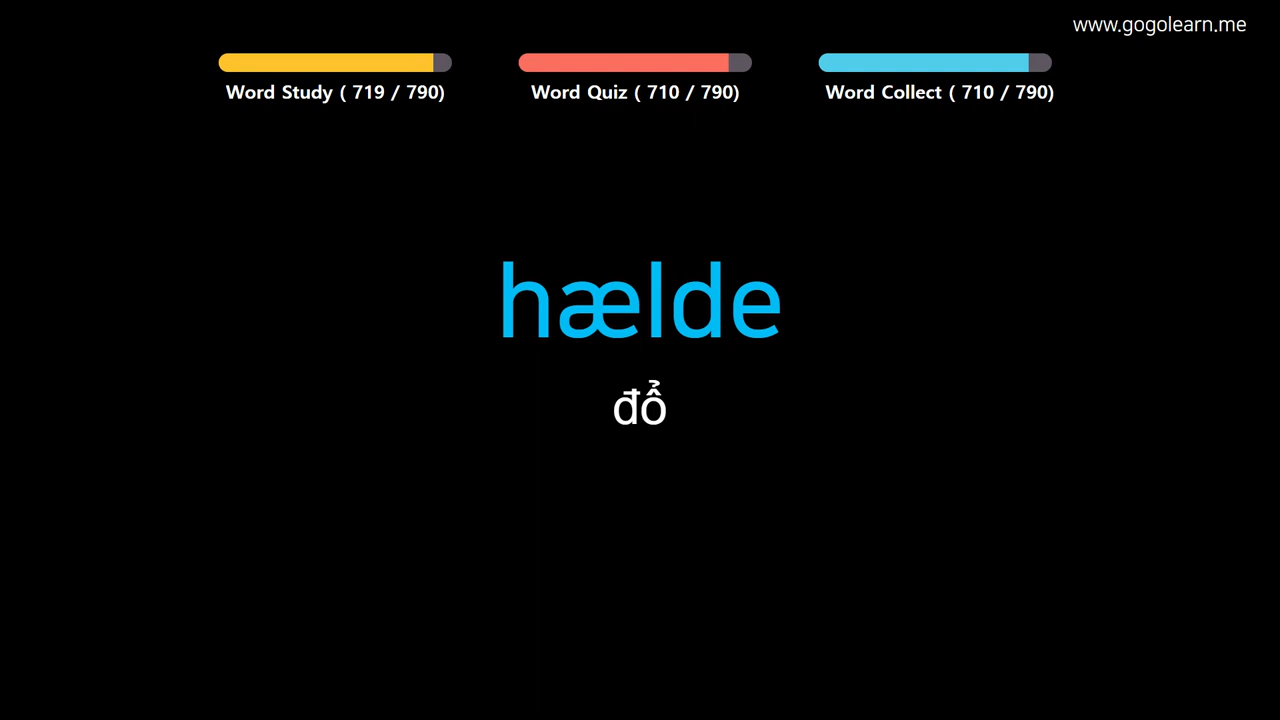 www.gogolearn.me
Word Study ( 719 / 790)
Word Quiz ( 710 / 790)
Word Collect ( 710 / 790)
hælde
đổ